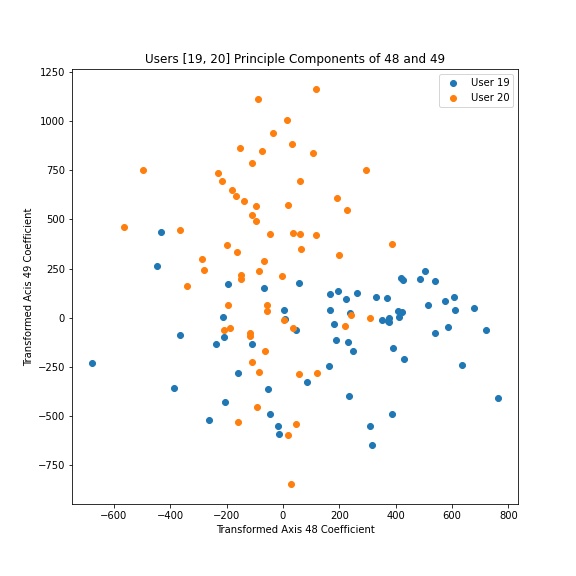 Users [19, 20] Principle Components of 48 and 49
User 19
User 20
1250
1000
750
500
250
0
−250
−500
−750
Transformed Acis 49 Coefficient
−600 −400 −200 0 200 400 600 800
Transformed Axis 48 Coefficient